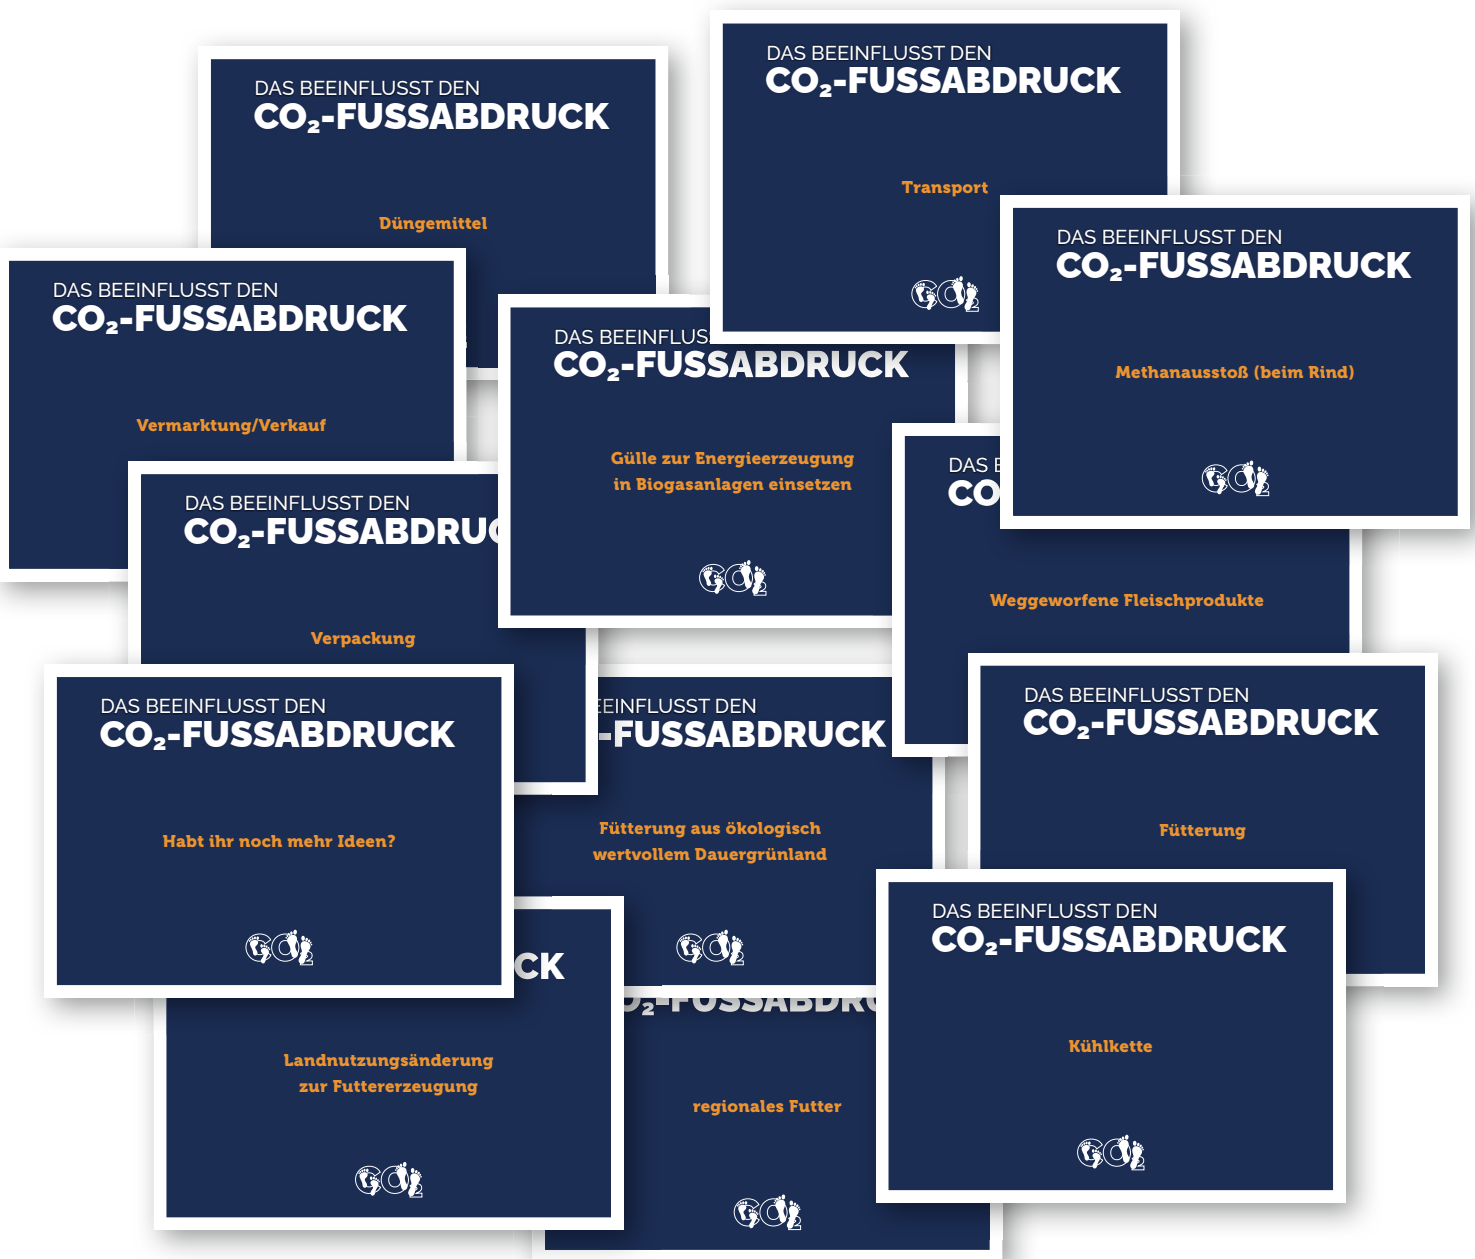 DAS BEEINFLUSST DEN
CO₂-FUSSABDRUCK
Transport
DAS BEEINFLUSST DEN
CO₂-FUSSABDRUCK
Düngemittel
DAS BEEINFLUSST DEN
CO₂-FUSSABDRUCK
Methanausstoß (beim Rind)
DAS BEEINFLUSST DEN
CO₂-FUSSABDRUCK
Vermarktung/Verkauf
DAS BEEINFLUS
CO₂-FUSSABDRUCK
Gülle zur Energieerzeugung
in Biogasanlagen einsetzen
DAS
CO
Weggeworfene Fleischprodukte
DAS BEEINFLUSST DEN
CO₂-FUSSABDRUC
Verpackung
DAS BEEINFLUSST DEN
CO₂-FUSSABDRUCK
Fütterung
DAS BEEINFLUSST DEN
CO₂-FUSSABDRUCK
Habt ihr noch mehr Ideen?
EINFLUSST DEN
-FUSSABDRUCK
Fütterung aus ökologisch
wertvollem Dauergrünland
DAS BEEINFLUSST DEN
CO₂-FUSSABDRUCK
Kühlkette
CK
Landnutzungsänderung
zur Futtererzeugung
O₂-FUSSABDRU
regionales Futter